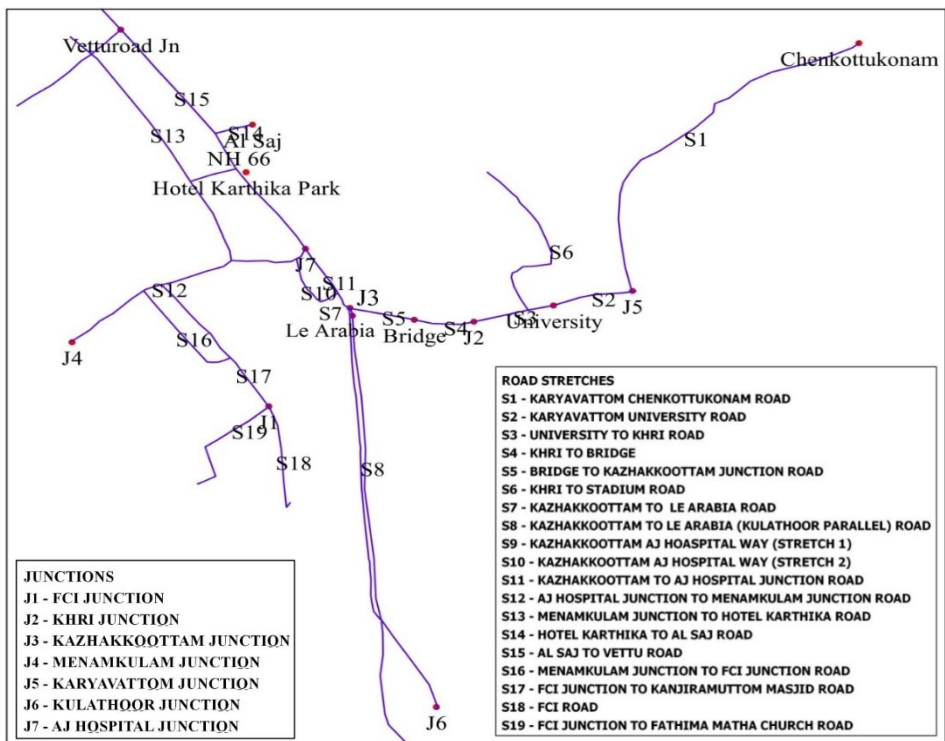 Vetturoad Jn
Chenkottukonam
S15
S13
S14
Al Saj
S1
NH 66
Hotel Karthika Park
S6
J7
S11
S10
S12
S2
J5
J3
S7
S3
University
Le Arabia
S5
Bridge
S4
J2
J4
S16
S17
J1
S19
S18
S8
J6
ROAD STRETCHES
S1 - KARYAVATTOM CHENKOTTUKONAM ROAD
S2 - KARYAVATTOM UNIVERSITY ROAD
S3 - UNIVERSITY TO KHRI ROAD
S4 - KHRI TO BRIDGE
S5 - BRIDGE TO KAZHAKKOOTTAM JUNCTION ROAD
S6 - KHRI TO STADIUM ROAD
S7 - KAZHAKKOOTTAM TO LE ARABIA ROAD
S8 - KAZHAKKOOTTAM TO LE ARABIA (KULATHOOR PARALLEL) ROAD
S9 - KAZHAKKOOTTAM AJ HOASPITAL WAY (STRETCH 1)
S10 - KAZHAKKOOTTAM AJ HOSPITAL WAY (STRETCH 2)
S11 - KAZHAKKOOTTAM TO AJ HOSPITAL JUNCTION ROAD
S12 - AJ HOSPITAL JUNCTION TO MENAMKULAM JUNCTION ROAD
S13 - MENAMKULAM JUNCTION TO HOTEL KARTHIKA ROAD
S14 - HOTEL KARTHIKA TO AL SAJ ROAD
S15 - AL SAJ TO VETTU ROAD
S16 - MENAMKULAM JUNCTION TO FCI JUNCTION ROAD
S17 - FCI JUNCTION TO KANJIRAMUTTOM MASJID ROAD
S18 - FCI ROAD
S19 - FCI JUNCTION TO FATHIMA MATHA CHURCH ROAD
JUNCTIONS
J1 - FCI JUNCTION
J2 - KHRI JUNCTION
J3 - KAZHAKKOOTTAM JUNCTION
J4 - MENAMKULAM JUNCTION
J5 - KARYAVATTOM JUNCTION
J6 - KULATHOOR JUNCTION
J7 - AJ HOSPITAL JUNCTION